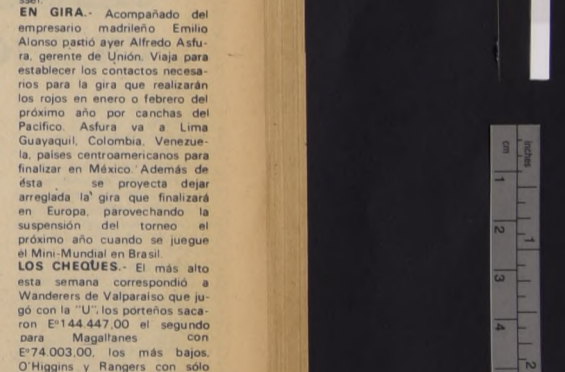 EN GIRA.- Acompañado del
empresario madrileño Emilio
Alonso pastió ayer Alfredo Asfu-
ra, gerente de Unión. Viaja para
establecer los contactos necesa-
rios para la gira que realizarán
los rojos en enero o febrero del
próximo año por canchas del
Pacífico. Asfura va a Lima
Guayaquil, Colombia, Venezue-
la, países centroamericanos para
finalizar en México. Además de
ésta se proyecta dejar
arreglada la gira que finalizará
en Europa, parovechando la
suspensión del torneo el
próximo año cuando se juegue
el Mini-Mundial en Brasil.
LOS CHEQUES.- El más alto
esta semana correspondió a
Wanderers de Valparaíso que ju-
gó con la "U", los porteños saca-
ron Eº144.447,00 el segundo
para Magallanes con
Eº74.003,00, los más bajos,
O'Higgins y Rangers con sólo
cm
inches
1
2
3
4
1
2